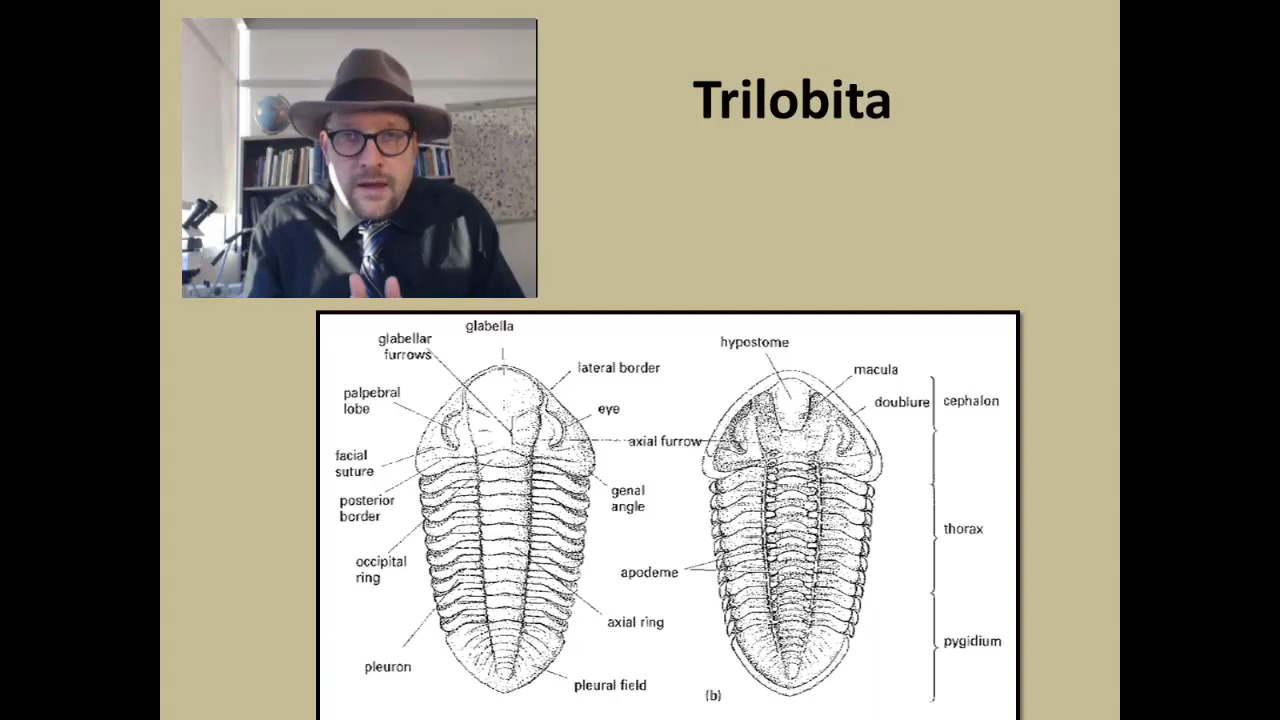 Trilobita
glabella
glabellar
furrows
lateral border
palpebral
lobe
eye
axial furrow
facial
suture
posterior
border
genal
angle
occipital
ring
axial ring
pleuron
pleural field
hypostome
macula
doublure
cephalon
apodeme
thorax
pygidium
(b)